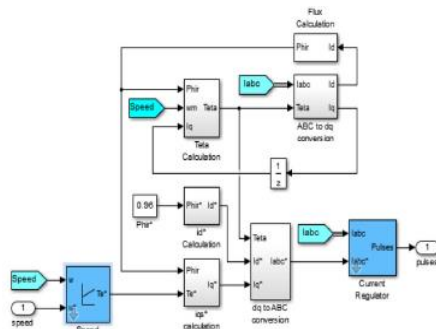 Flux
Calculation
Phir Id
Iabc
Iabc Id
Teta Iq
ABC to dq
conversion
Phir
Speed
wm Teta
Iq
Teta
Calculation
1
z
0.96
Phir*
Phir* Id*
id*
Calculation
Teta
Id* Iabc*
Iq*
dq to ABC
conversion
Phir
Iq*
Te*
calculation
Iabc
Iabc
Pulses
Iabc*
Current
Regulator
1
pulses
Speed
w
Te*
1
speed